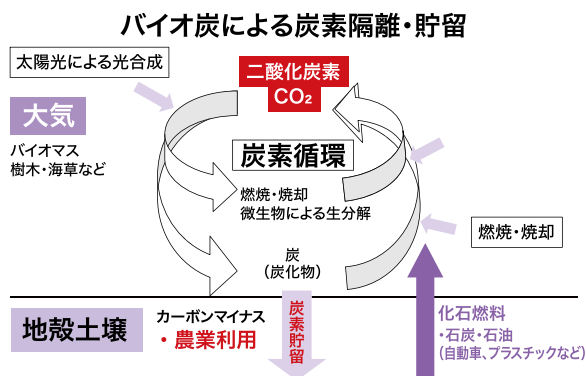 バイオ炭による炭素隔離・貯留
太陽光による光合成
二酸化炭素
CO₂
大気
バイオマス
樹木・海草など
炭素循環
燃焼・焼却
微生物による生分解
燃焼・焼却
炭
(炭化物)
地殻土壌
カーボンマイナス
・農業利用
炭素貯留
化石燃料
・石炭・石油
(自動車、プラスチックなど)